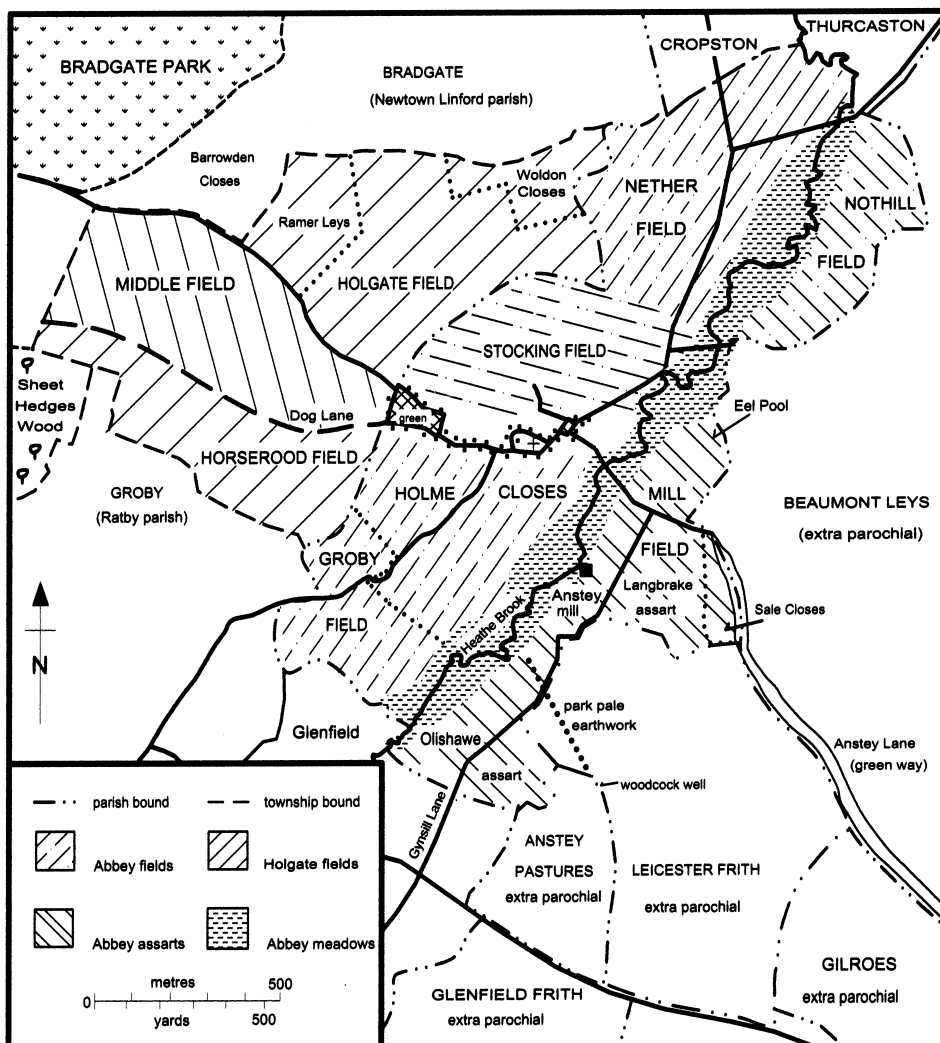 THURCASTON
CROPSTON
BRADGATE PARK
BRADGATE
(Newtown Linford parish)
Barrowden
Closes
Woldon
Closes
NETHER
FIELD
NOTHILL
FIELD
Ramer Leys
MIDDLE FIELD
HOLGATE FIELD
STOCKING FIELD
Sheet
Hedges
Wood
Dog Lane
green
Eel Pool
HORSEROOD FIELD
GROBY
(Ratby parish)
HOLME
CLOSES
MILL
FIELD
BEAUMONT LEYS
(extra parochial)
GROBY
FIELD
Anstey
mill
Langbrake
assart
Sale Closes
Heathe Brook
N
Glenfield
Olishawe
assart
park pale
earthwork
Anstey Lane
(green way)
woodcock well
Gynsill Lane
ANSTEY
PASTURES
extra parochial
LEICESTER FRITH
extra parochial
GILROES
extra parochial
GLENFIELD FRITH
extra parochial
parish bound
township bound
Abbey fields
Holgate fields
Abbey assarts
Abbey meadows
metres 500
0
yards 500